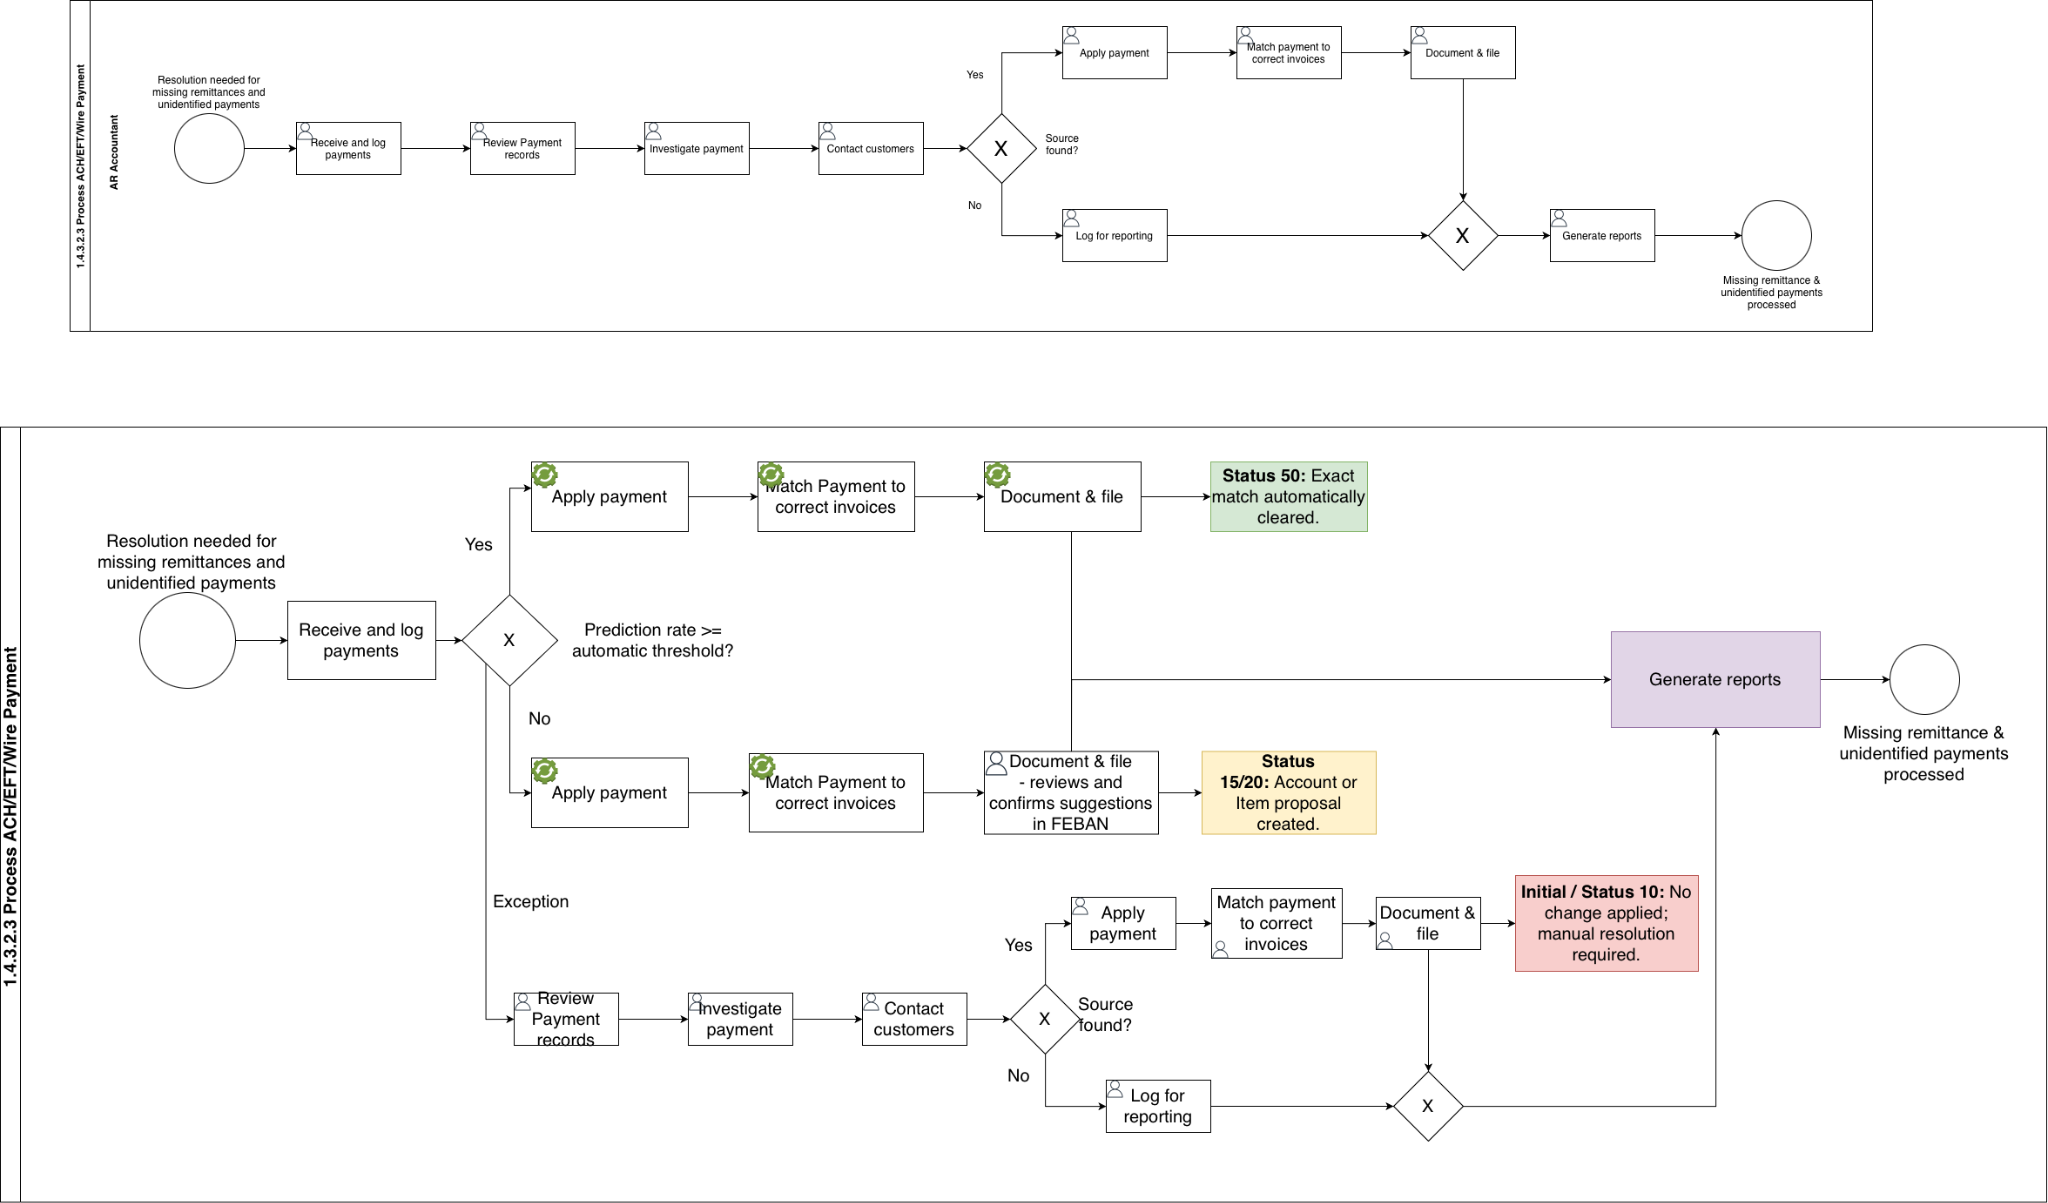 1.4.3.2.3 Process ACH/EFT/Wire Payment
AR Accountant
Resolution needed for
missing remittances and
unidentified payments
Receive and log
payments
Review Payment
records
Investigate payment
Contact customers
X
Source
found?
Yes
Apply payment
Match payment to
correct invoices
Document & file
No
Log for reporting
X
Generate reports
Missing remittance &
unidentified payments
processed
1.4.3.2.3 Process ACH/EFT/Wire Payment
Resolution needed for
missing remittances and
unidentified payments
Receive and log
payments
X
Prediction rate >=
automatic threshold?
Yes
Apply payment
Match Payment to
correct invoices
Document & file
Status 50: Exact
match automatically
cleared.
No
Apply payment
Match Payment to
correct invoices
Document & file
- reviews and
confirms suggestions
in FEBAN
Status
15/20: Account or
Item proposal
created.
Generate reports
Missing remittance &
unidentified payments
processed
Exception
Review
Payment
records
Investigate
payment
Contact
customers
X
Source
found?
Yes
Apply
payment
Match payment
to correct
invoices
Document &
file
Initial / Status 10: No
change applied;
manual resolution
required.
No
Log for
reporting
X